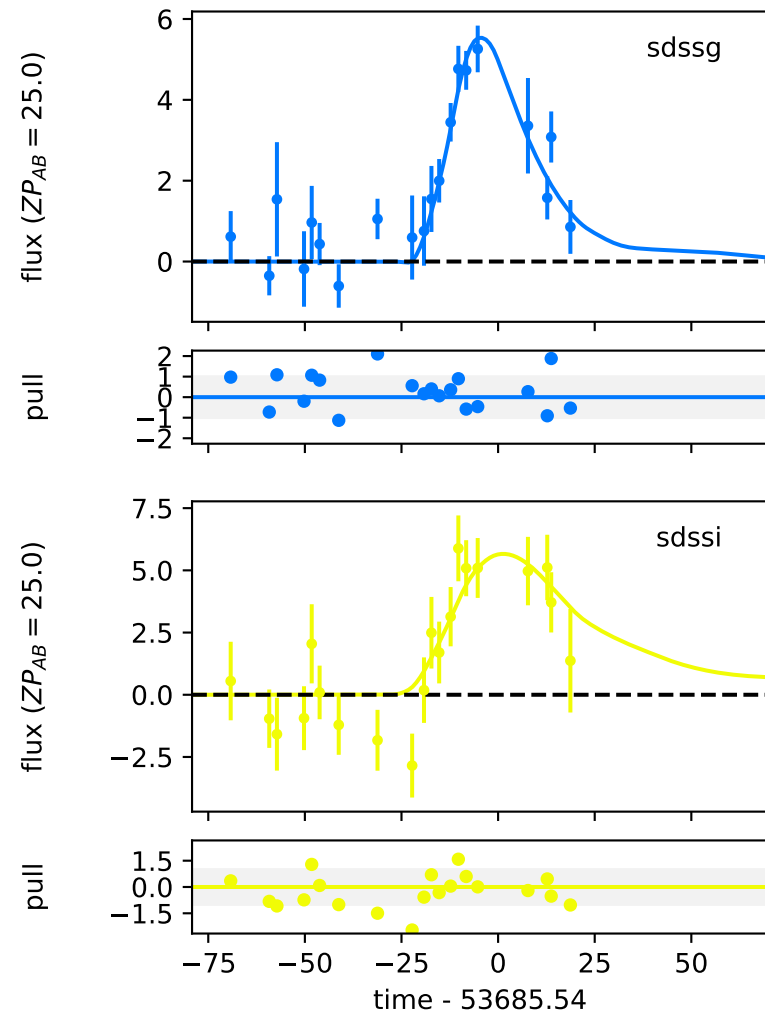 6
4
2
0
flux (ZP_AB = 25.0)
sdssg
2
1
0
−1
−2
pull
7.5
5.0
2.5
0.0
−2.5
flux (ZP_AB = 25.0)
sdssi
1.5
0.0
−1.5
pull
−75 −50 −25 0 25 50
time - 53685.54